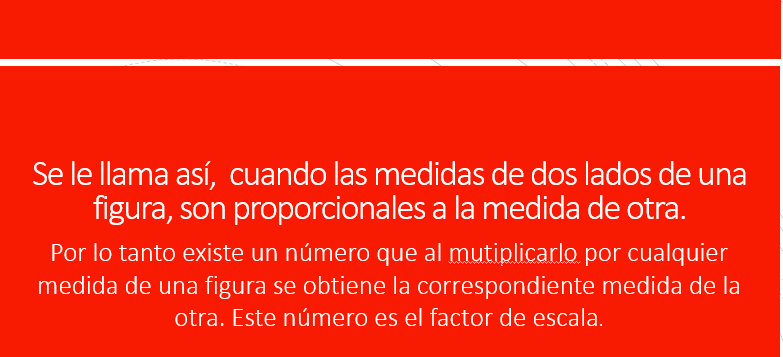 Se le llama así,  cuando las medidas de dos lados de una
figura, son proporcionales a la medida de otra.
Por lo tanto existe un número que al mutiplicarlo por cualquier
medida de una figura se obtiene la correspondiente medida de la
otra. Este número es el factor de escala.